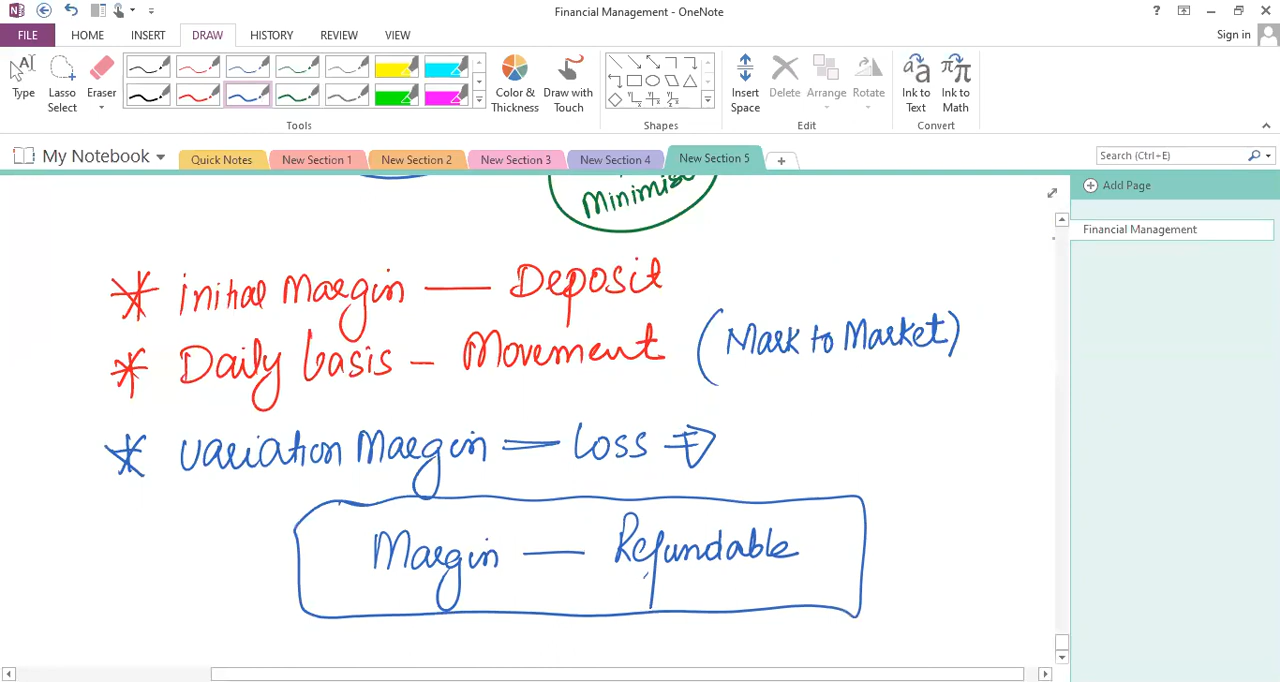 Financial Management - OneNote
?
Sign in
FILE HOME INSERT DRAW HISTORY REVIEW VIEW
Type
Lasso Select
Eraser
Color & Thickness
Draw with Touch
Insert Space
Delete
Arrange
Rotate
Ink to Text
Ink to Math
Tools
Shapes
Edit
Convert
My Notebook
Quick Notes
New Section 1
New Section 2
New Section 3
New Section 4
New Section 5
Search (Ctrl+E)
Add Page
Financial Management
Minimise
* initial Margin — Deposit
* Daily basis - Movement (Mark to Market)
* variation Margin = Loss ⇒
Margin — Refundable